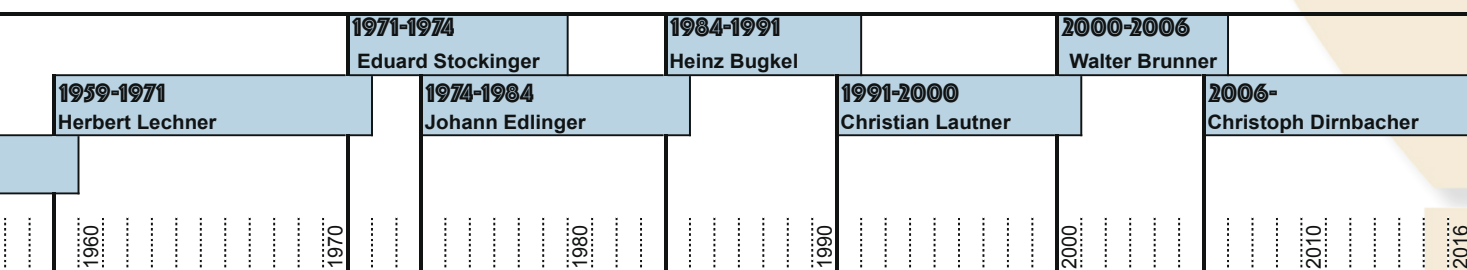 1971-1974
Eduard Stockinger
1984-1991
Heinz Bugkel
2000-2006
Walter Brunner
1959-1971
Herbert Lechner
1974-1984
Johann Edlinger
1991-2000
Christian Lautner
2006-
Christoph Dirnbacher
1960
1970
1980
1990
2000
2010
2016